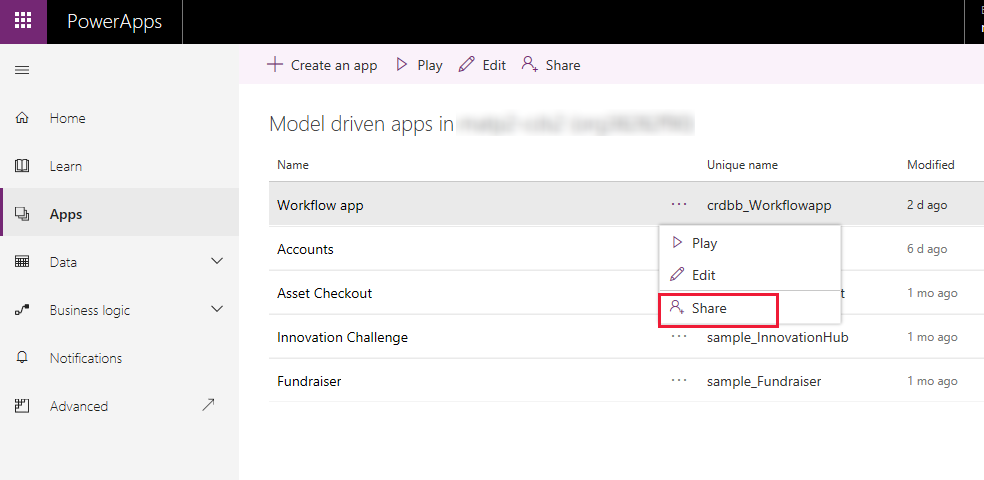 PowerApps
Create an app Play Edit Share
Home
Learn
Apps
Data
Business logic
Notifications
Advanced
Model driven apps in
Name Unique name Modified
Workflow app ··· crdbb_Workflowapp 2 d ago
Accounts 6 d ago
Asset Checkout 1 mo ago
Innovation Challenge ··· sample_InnovationHub 1 mo ago
Fundraiser ··· sample_Fundraiser 1 mo ago
Play
Edit
Share